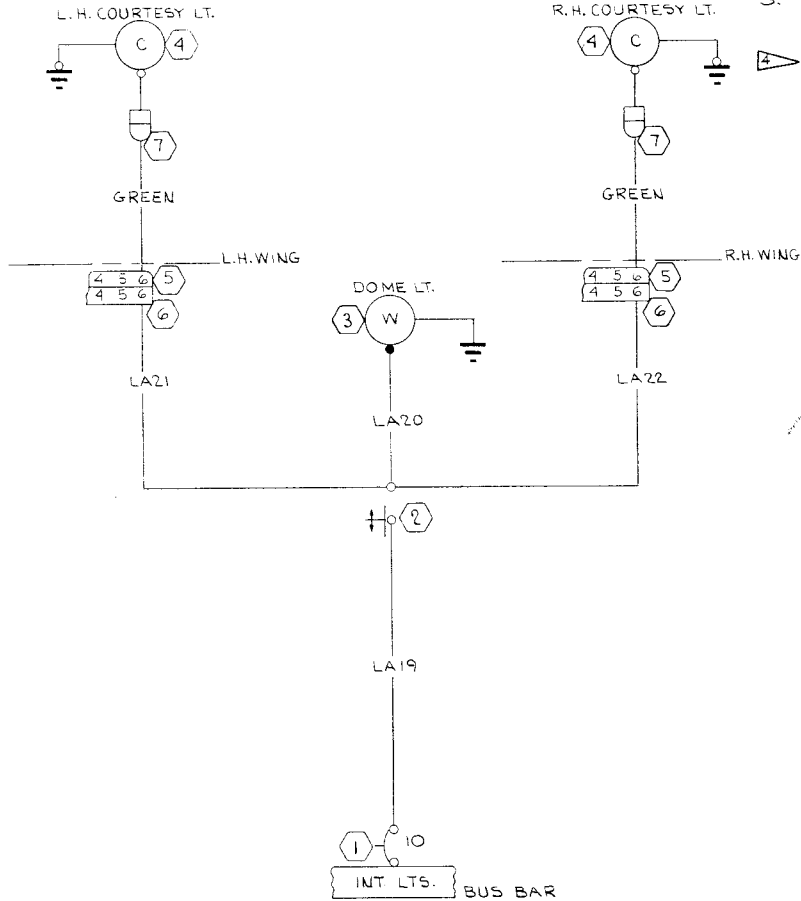 L.H. COURTESY LT.
R.H. COURTESY LT.
C
4
4
C
4
7
7
GREEN
GREEN
L.H. WING
R.H. WING
4 5 6
5
4 5 6
6
4 5 6
5
4 5 6
6
DOME LT.
3
W
LA21
LA22
LA20
2
LA19
1
10
INT. LTS.
BUS BAR